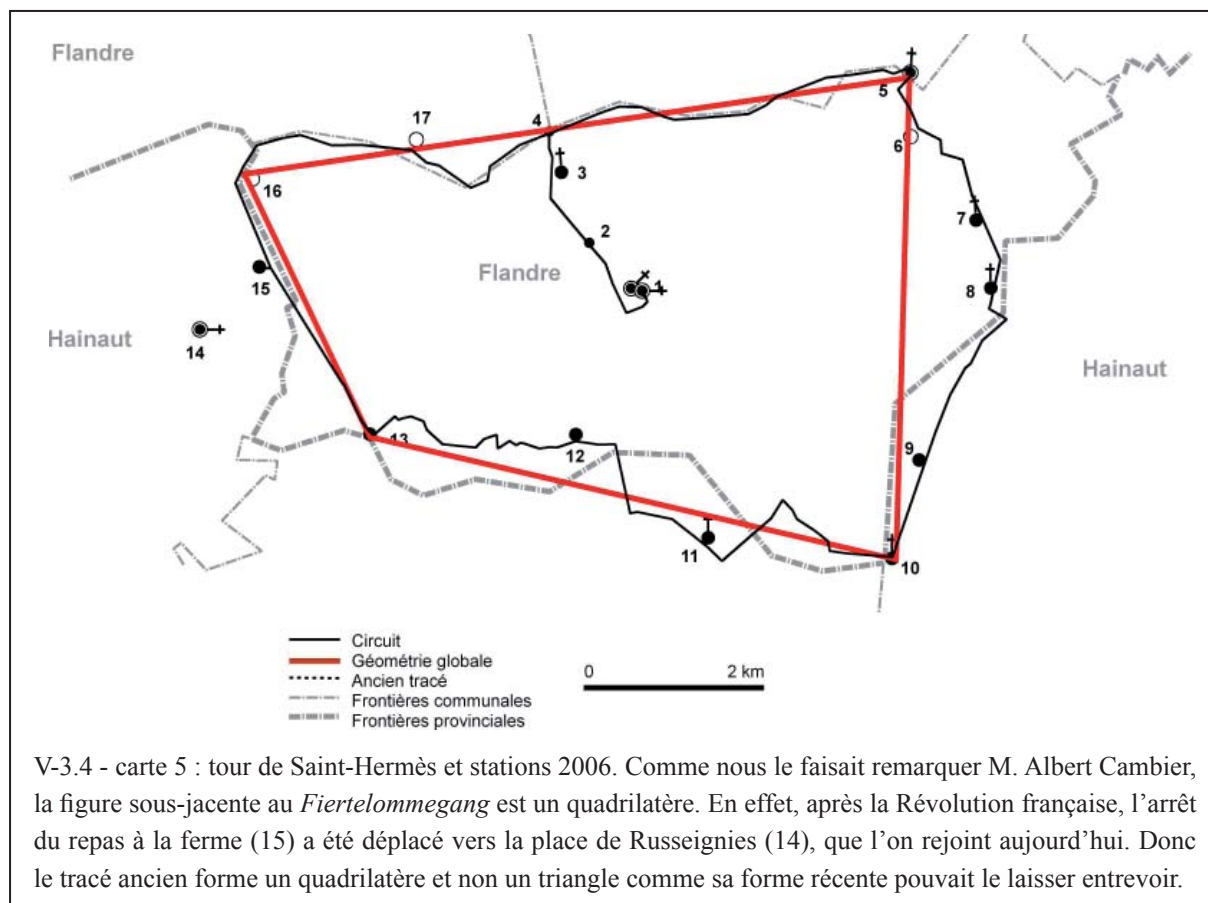 Flandre
5
17
4
6
3
16
7
2
Flandre
1
15
8
Hainaut
14
Hainaut
13
12
9
11
10
Circuit
Géométrie globale
0 2 km
Ancien tracé
Frontières communales
Frontières provinciales
V-3.4 - carte 5 : tour de Saint-Hermès et stations 2006. Comme nous le faisait remarquer M. Albert Cambier,
la figure sous-jacente au Fiertelommegang est un quadrilatère. En effet, après la Révolution française, l’arrêt
du repas à la ferme (15) a été déplacé vers la place de Russeignies (14), que l’on rejoint aujourd’hui. Donc
le tracé ancien forme un quadrilatère et non un triangle comme sa forme récente pouvait le laisser entrevoir.